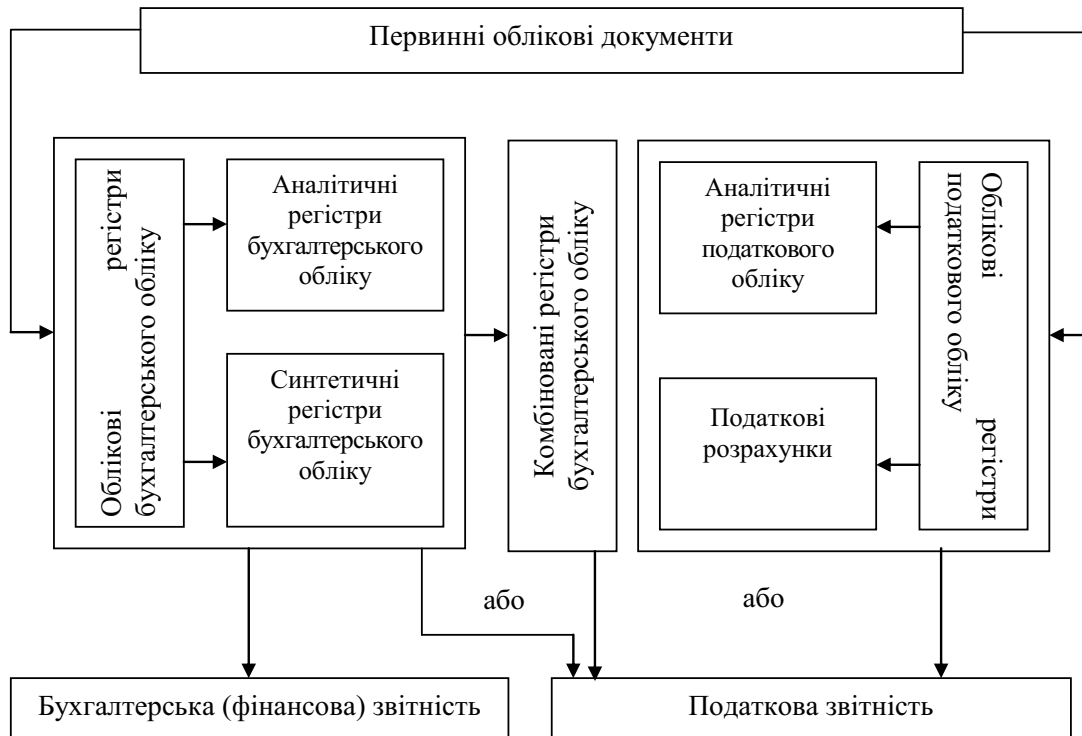 Первинні облікові документи
Облікові регістри
бухгалтерського обліку
Аналітичні
регістри
бухгалтерського
обліку
Синтетичні
регістри
бухгалтерського
обліку
Комбіновані регістри
бухгалтерського обліку
Аналітичні
регістри
податкового
обліку
Податкові
розрахунки
Облікові регістри
податкового обліку
або
або
Бухгалтерська (фінансова) звітність
Податкова звітність